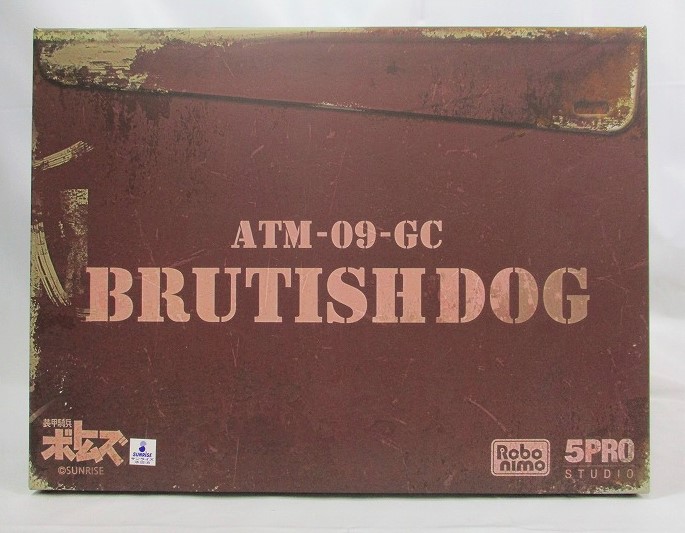 ATM-09-GC
BRUTISHDOG
装甲騎兵
ボトムズ
©SUNRISE
SUNRISE
Robo
nimo
5PRO
STUDIO